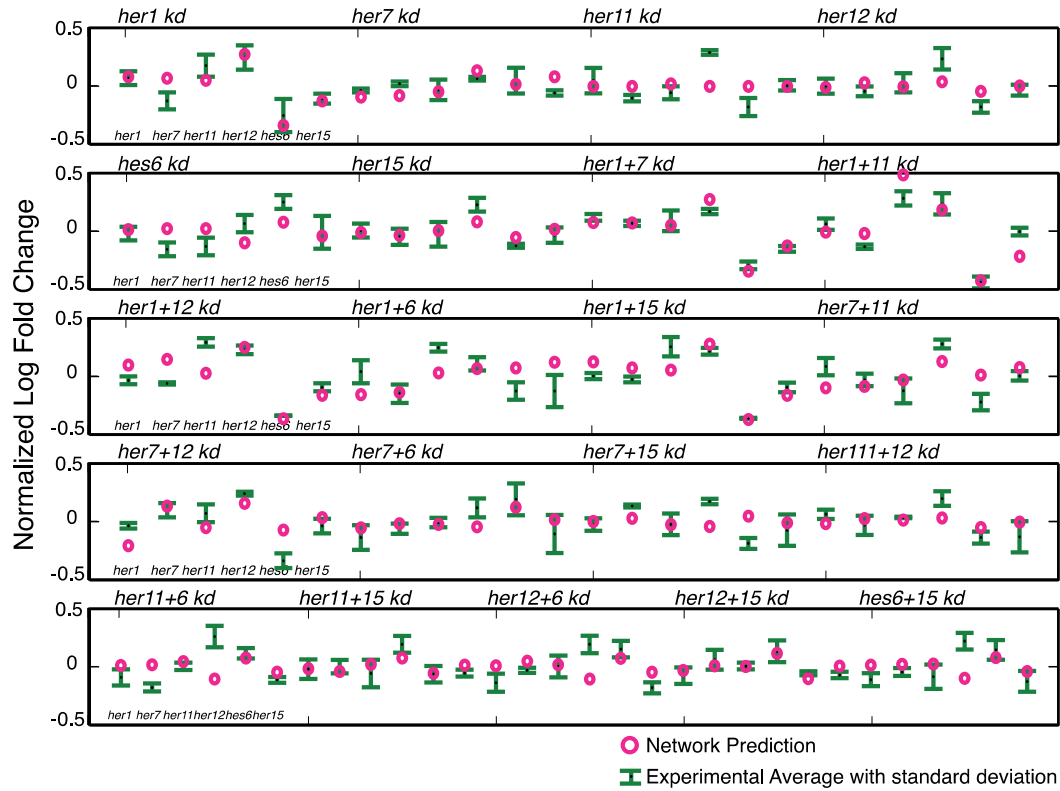 her1 kd her7 kd her11 kd her12 kd
0.5
0
-0.5
her1 her7 her11 her12 hes6 her15
hes6 kd her15 kd her1+7 kd her1+11 kd
0.5
0
-0.5
her1 her7 her11 her12 hes6 her15
her1+12 kd her1+6 kd her1+15 kd her7+11 kd
0.5
0
-0.5
her1 her7 her11 her12 hes6 her15
her7+12 kd her7+6 kd her7+15 kd her111+12 kd
0.5
0
-0.5
her1 her7 her11 her12 hes6 her15
her11+6 kd her11+15 kd her12+6 kd her12+15 kd hes6+15 kd
0.5
0
-0.5
her1 her7 her11 her12 hes6 her15
Normalized Log Fold Change
Network Prediction
Experimental Average with standard deviation